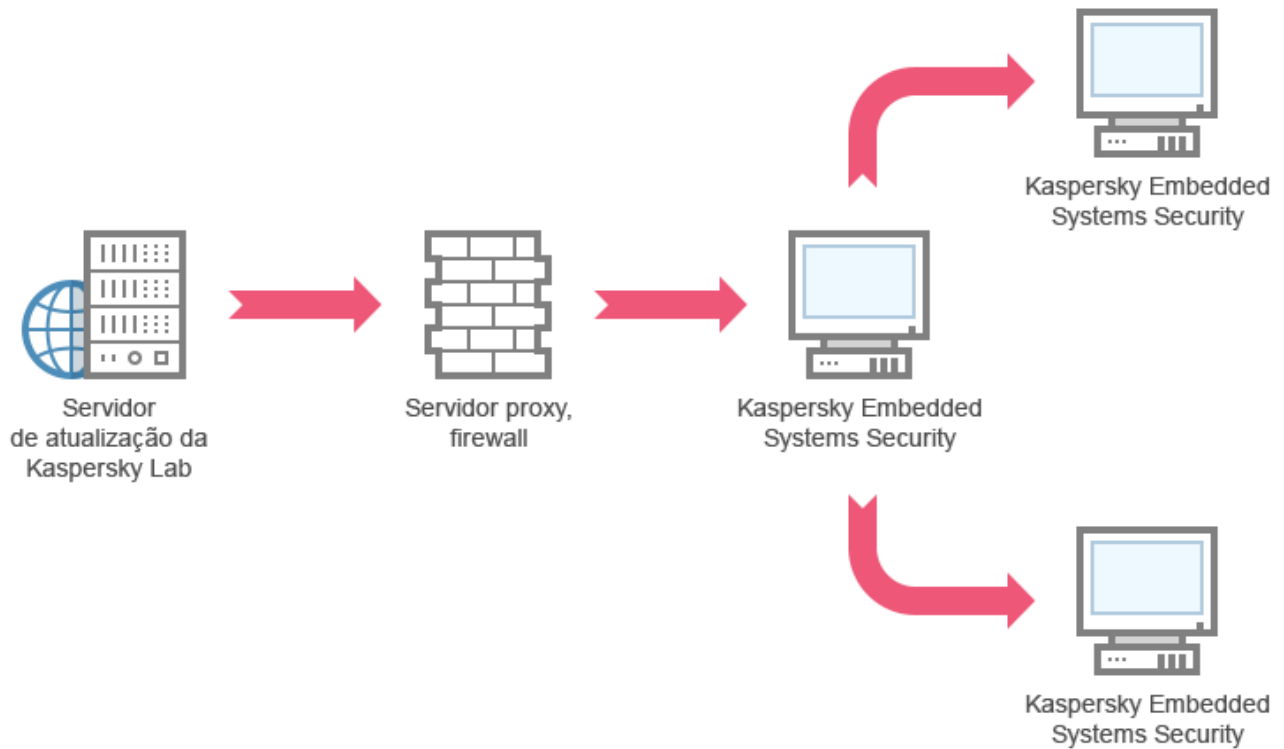 Kaspersky Embedded
Systems Security
Servidor
de atualização da
Kaspersky Lab
Servidor proxy,
firewall
Kaspersky Embedded
Systems Security
Kaspersky Embedded
Systems Security